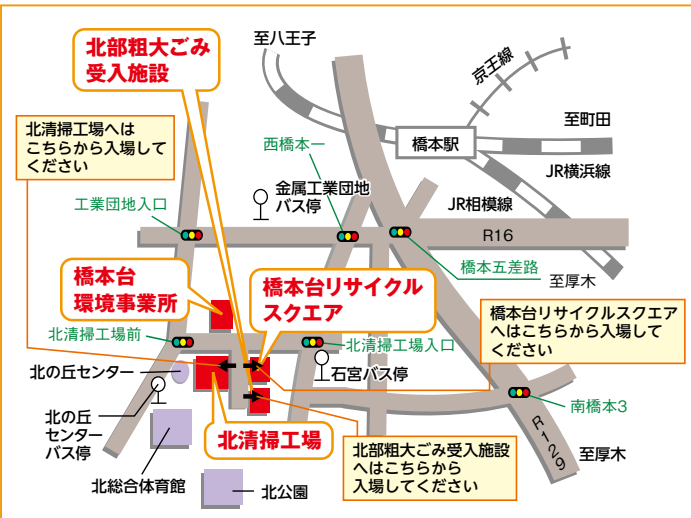 北部粗大ごみ
受入施設
至八王子
京王線
至町田
橋本駅
JR横浜線
北清掃工場へは
こちらから入場して
ください
西橋本一
金属工業団地
バス停
JR相模線
工業団地入口
R16
橋本五差路
至厚木
橋本台
環境事業所
橋本台リサイクル
スクエア
橋本台リサイクルスクエア
へはこちらから入場して
ください
北清掃工場前
北清掃工場入口
北の丘センター
石宮バス停
北の丘
センター
バス停
北清掃工場
南橋本3
R129
至厚木
北部粗大ごみ受入施設
へはこちらから
入場してください
北総合体育館
北公園